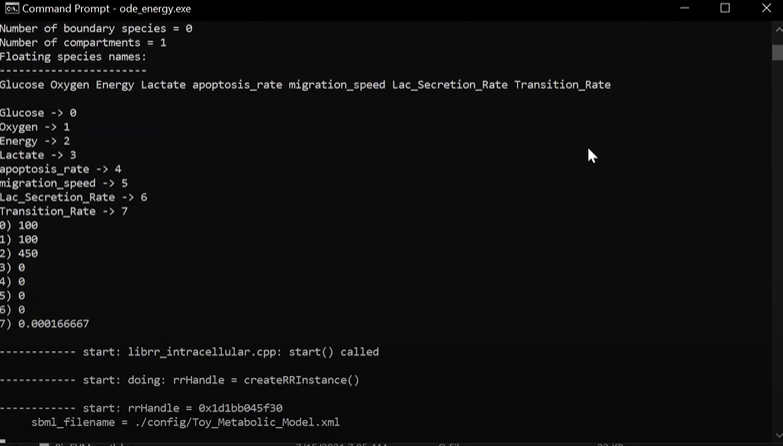 Command Prompt - ode_energy.exe
Number of boundary species = 0
Number of compartments = 1
Floating species names:
-----------------------
Glucose Oxygen Energy Lactate apoptosis_rate migration_speed Lac_Secretion_Rate Transition_Rate
Glucose -> 0
Oxygen -> 1
Energy -> 2
Lactate -> 3
apoptosis_rate -> 4
migration_speed -> 5
Lac_Secretion_Rate -> 6
Transition_Rate -> 7
0) 100
1) 100
2) 450
3) 0
4) 0
5) 0
6) 0
7) 0.000166667
------------ start: librr_intracellular.cpp: start() called
------------ start: doing: rrHandle = createRRInstance()
------------ start: rrHandle = 0x1d1bb045f30
sbml_filename = ./config/Toy_Metabolic_Model.xml